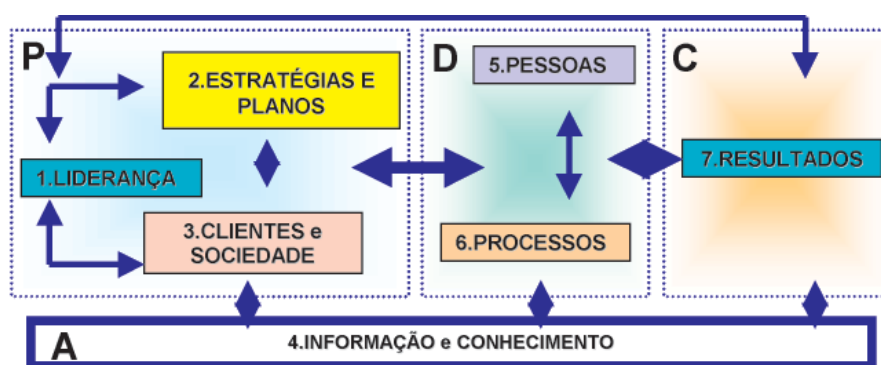 P
2.ESTRATÉGIAS E
PLANOS
1.LIDERANÇA
3.CLIENTES e
SOCIEDADE
D
5.PESSOAS
6.PROCESSOS
C
7.RESULTADOS
A
4.INFORMAÇÃO e CONHECIMENTO